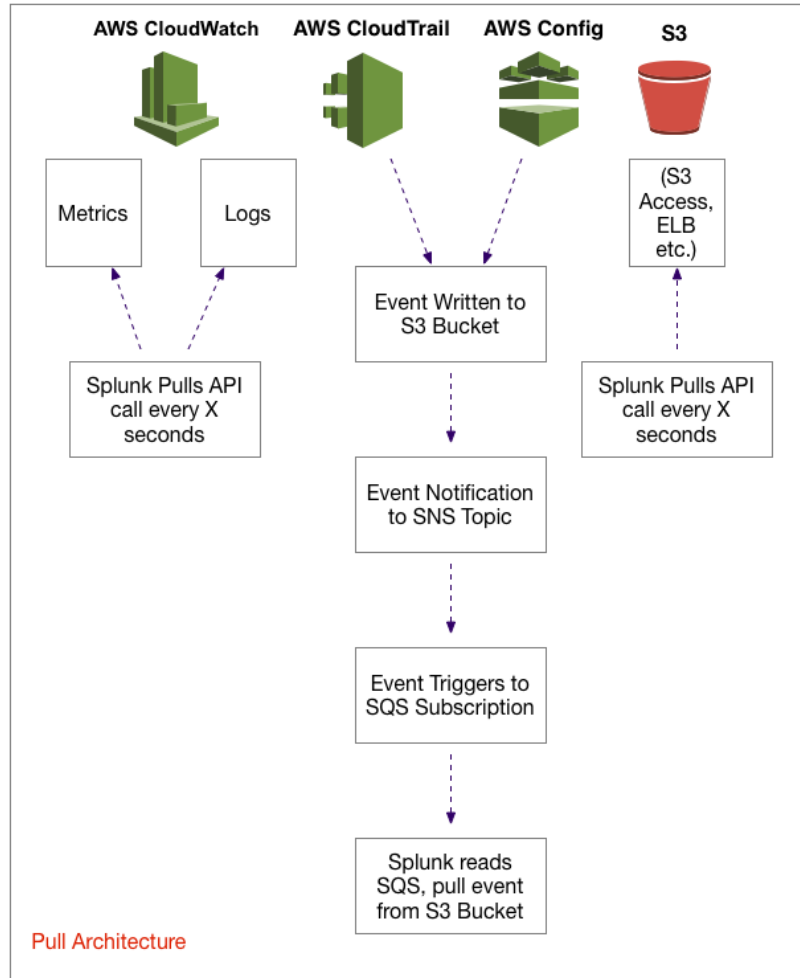 AWS CloudWatch
AWS CloudTrail
AWS Config
S3
Metrics
Logs
(S3
Access,
ELB
etc.)
Event Written to
S3 Bucket
Splunk Pulls API
call every X
seconds
Splunk Pulls API
call every X
seconds
Event Notification
to SNS Topic
Event Triggers to
SQS Subscription
Splunk reads
SQS, pull event
from S3 Bucket
Pull Architecture